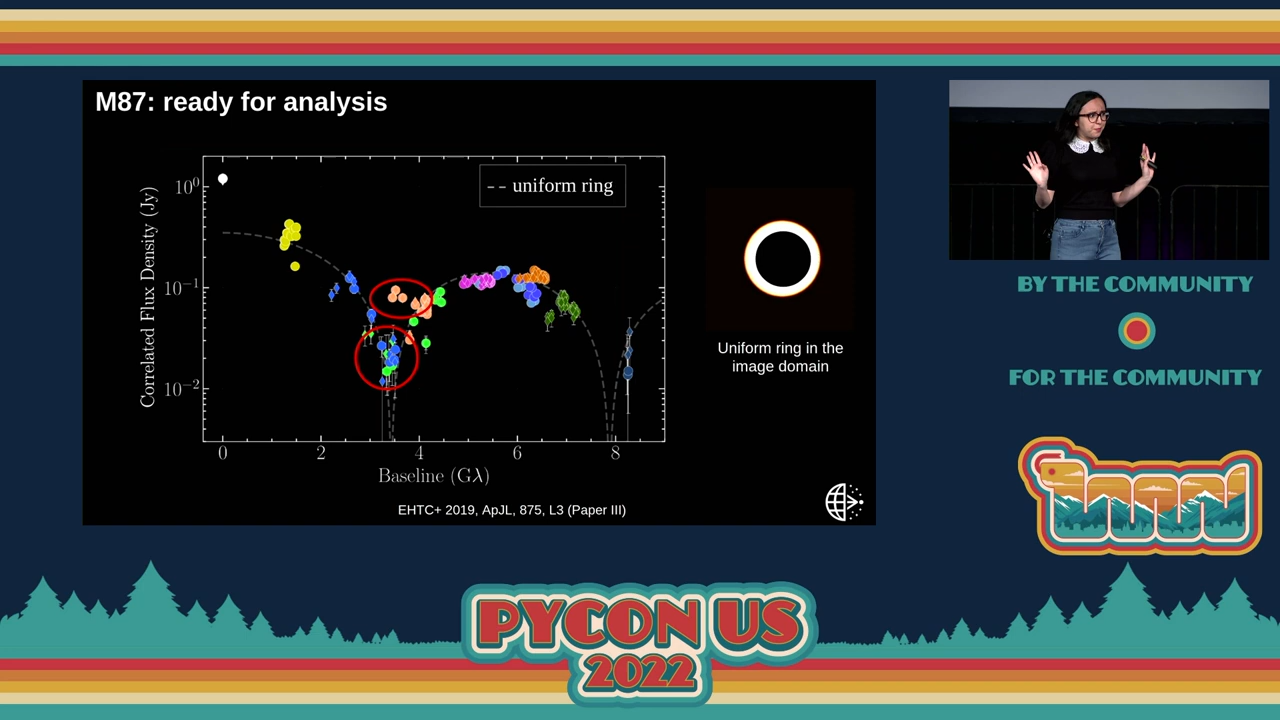 M87: ready for analysis
Correlated Flux Density (Jy)
10⁰
10⁻¹
10⁻²
uniform ring
0 2 4 6 8
Baseline (Gλ)
Uniform ring in the
image domain
EHTC+ 2019, ApJL, 875, L3 (Paper III)
BY THE COMMUNITY
FOR THE COMMUNITY
PYCON US
2022